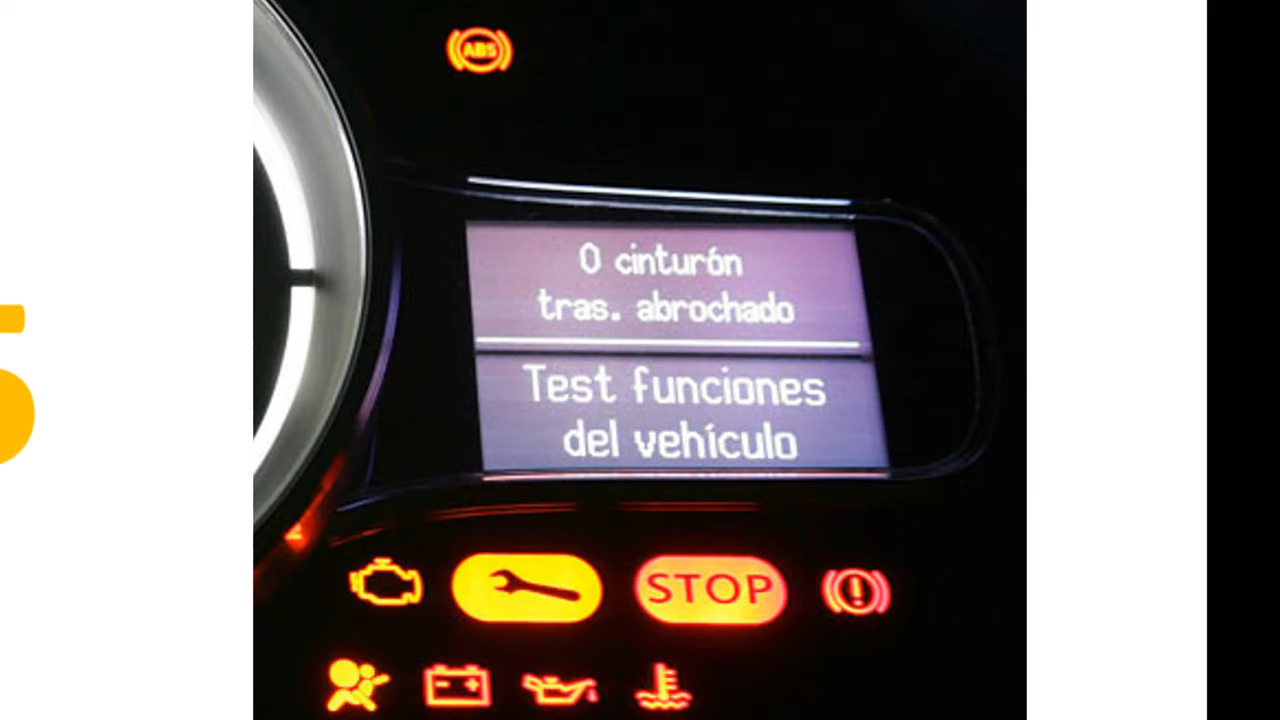 ABS
0 cinturón
tras. abrochado
Test funciones
del vehículo
STOP